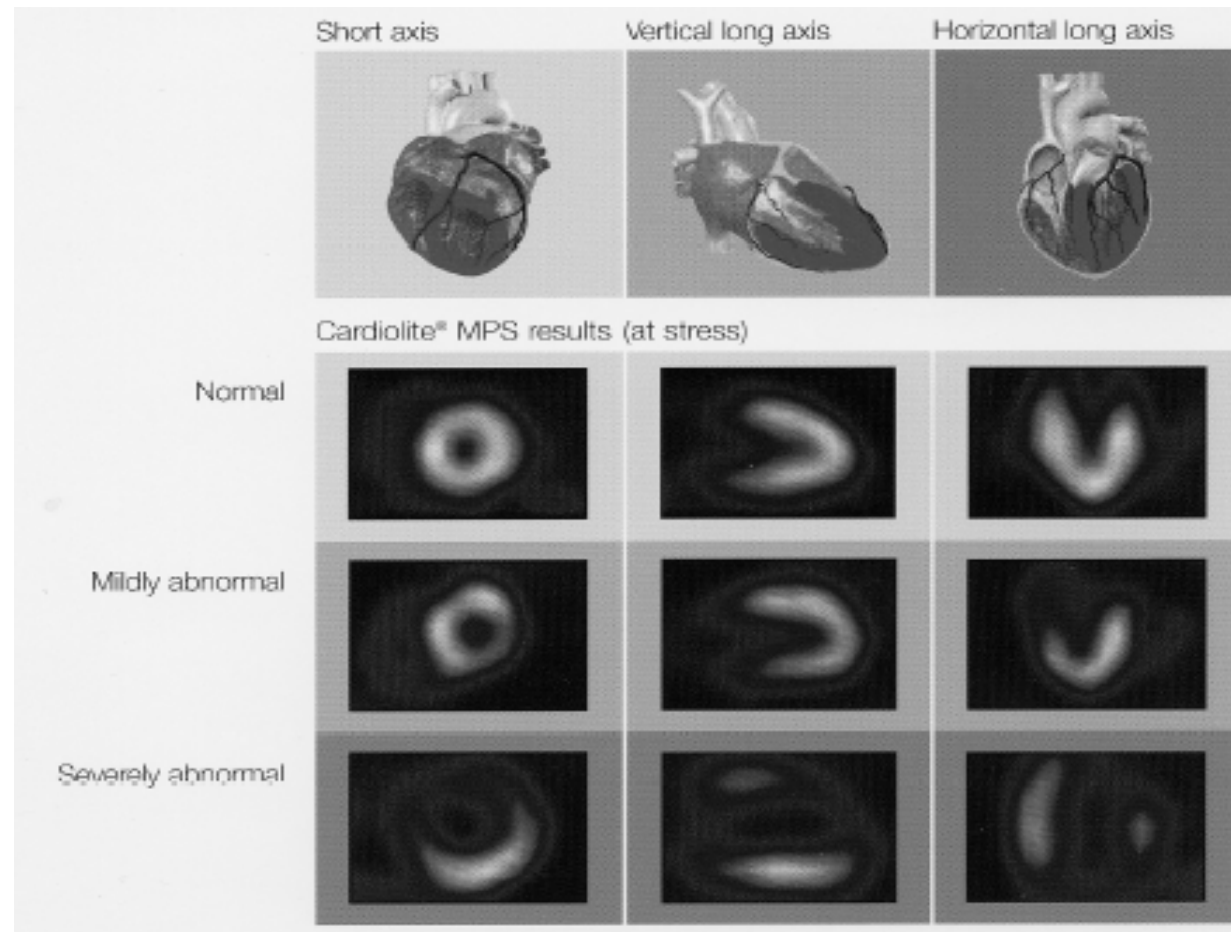 Short axis
Vertical long axis
Horizontal long axis
Cardiolite® MPS results (at stress)
Normal
Mildly abnormal
Severely abnormal